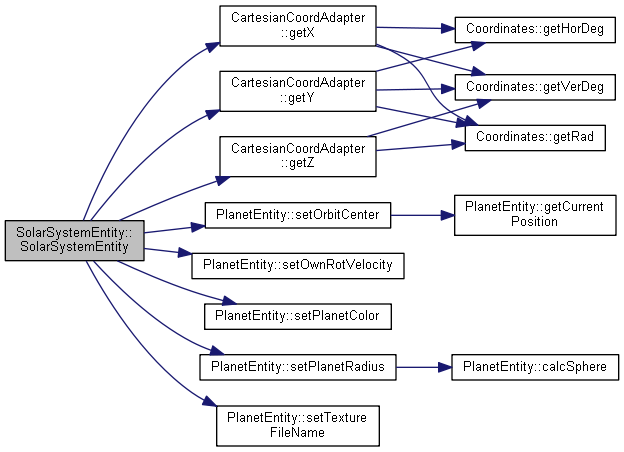 CartesianCoordAdapter
::getX
Coordinates::getHorDeg
CartesianCoordAdapter
::getY
Coordinates::getVerDeg
CartesianCoordAdapter
::getZ
Coordinates::getRad
SolarSystemEntity::
SolarSystemEntity
PlanetEntity::setOrbitCenter
PlanetEntity::getCurrent
Position
PlanetEntity::setOwnRotVelocity
PlanetEntity::setPlanetColor
PlanetEntity::setPlanetRadius
PlanetEntity::calcSphere
PlanetEntity::setTexture
FileName